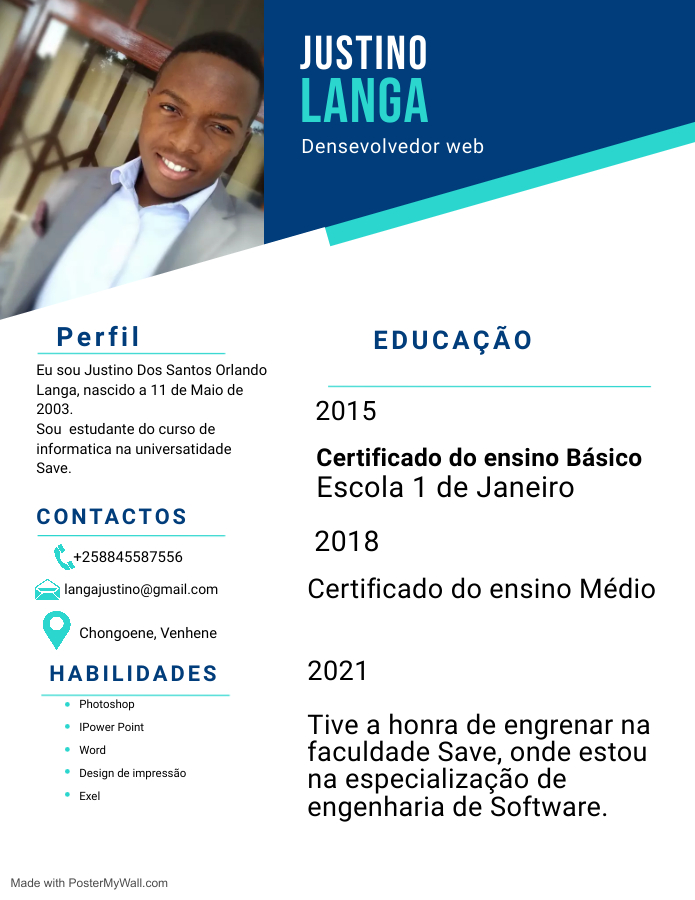 JUSTINO
LANGA
Densevolvedor web
Perfil
Eu sou Justino Dos Santos Orlando
Langa, nascido a 11 de Maio de
2003.
Sou estudante do curso de
informatica na universatidade
Save.
CONTACTOS
+258845587556
langajustino@gmail.com
Chongoene, Venhene
HABILIDADES
Photoshop
IPower Point
Word
Design de impressão
Exel
EDUCAÇÃO
2015
Certificado do ensino Básico
Escola 1 de Janeiro
2018
Certificado do ensino Médio
2021
Tive a honra de engrenar na
faculdade Save, onde estou
na especialização de
engenharia de Software.
Made with PosterMyWall.com